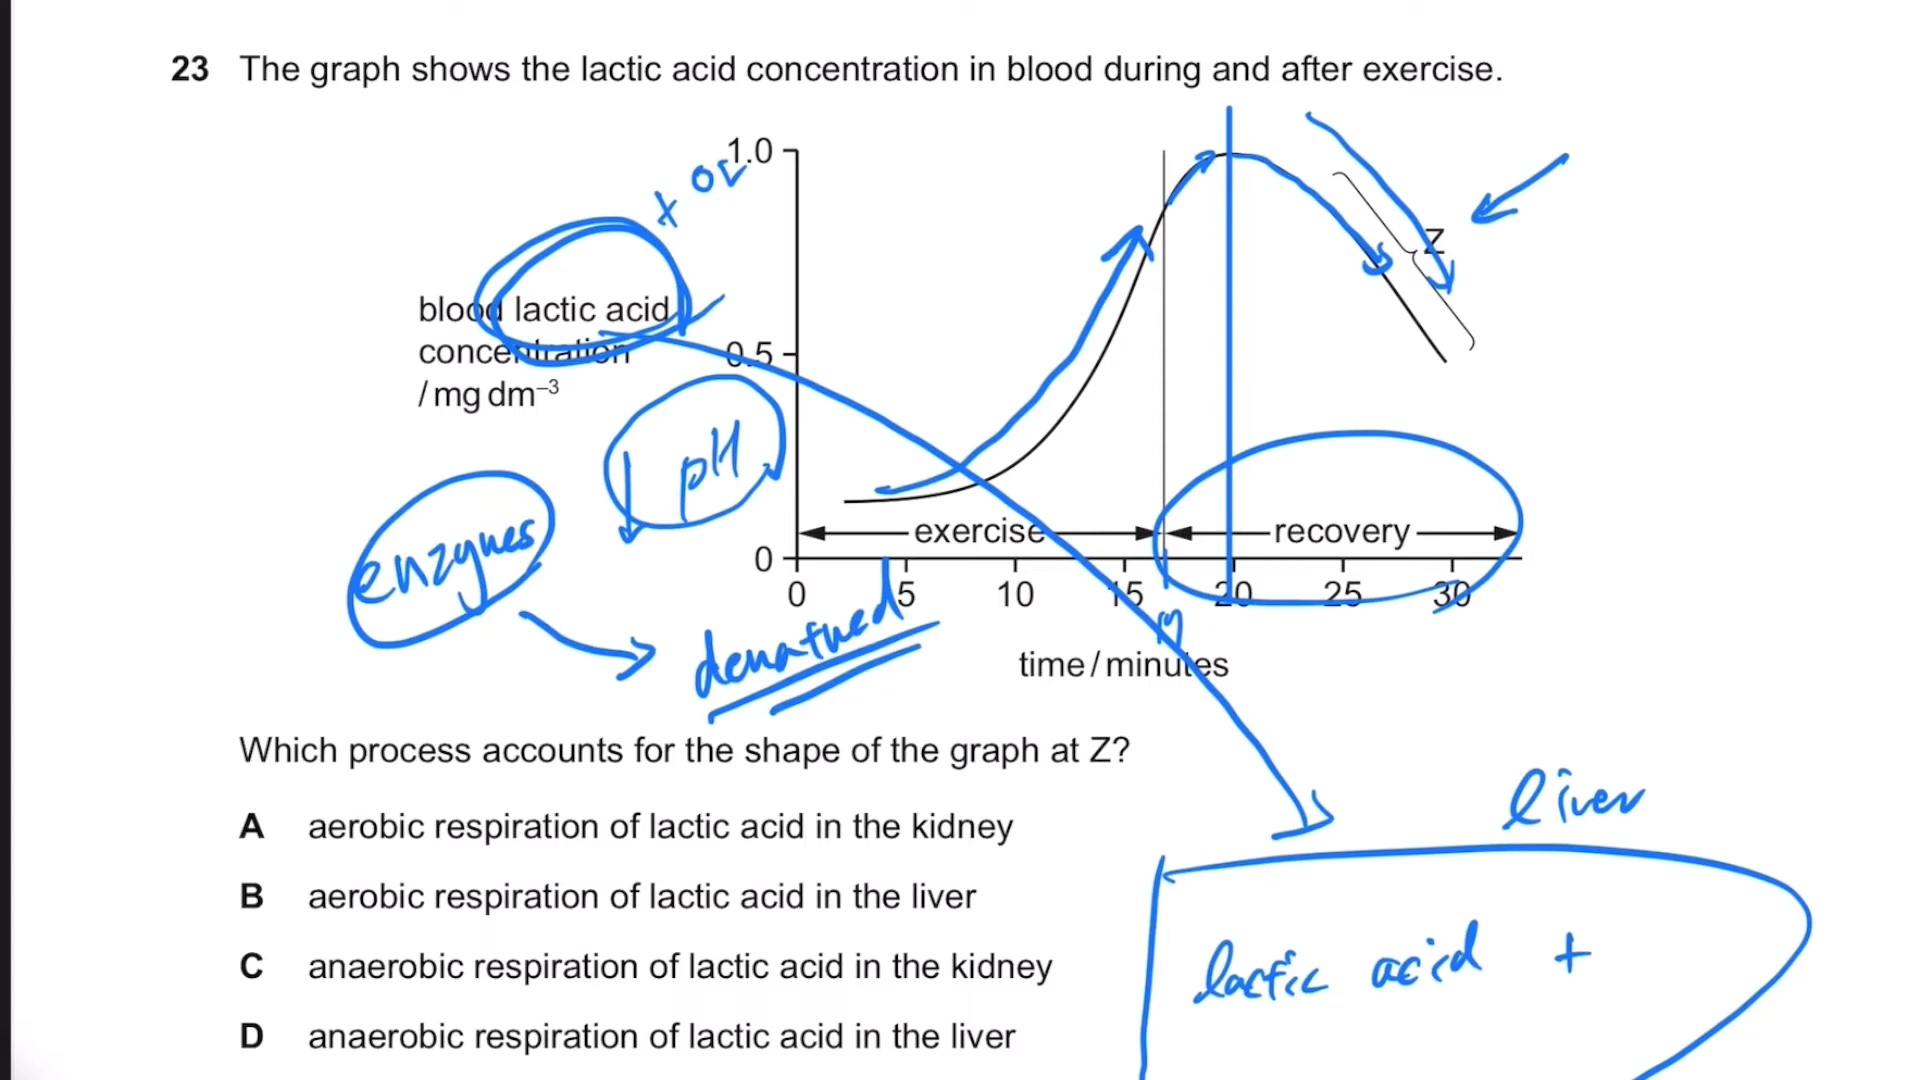 23 The graph shows the lactic acid concentration in blood during and after exercise.
1.0
blood lactic acid
concentration
/ mg dm⁻³
0.5
Z
↓ pH
enzymes
denatured
exercise
recovery
0
0 5 10 15 20 25 30
time / minutes
Which process accounts for the shape of the graph at Z?
liver
A aerobic respiration of lactic acid in the kidney
B aerobic respiration of lactic acid in the liver
C anaerobic respiration of lactic acid in the kidney
lactic acid +
D anaerobic respiration of lactic acid in the liver